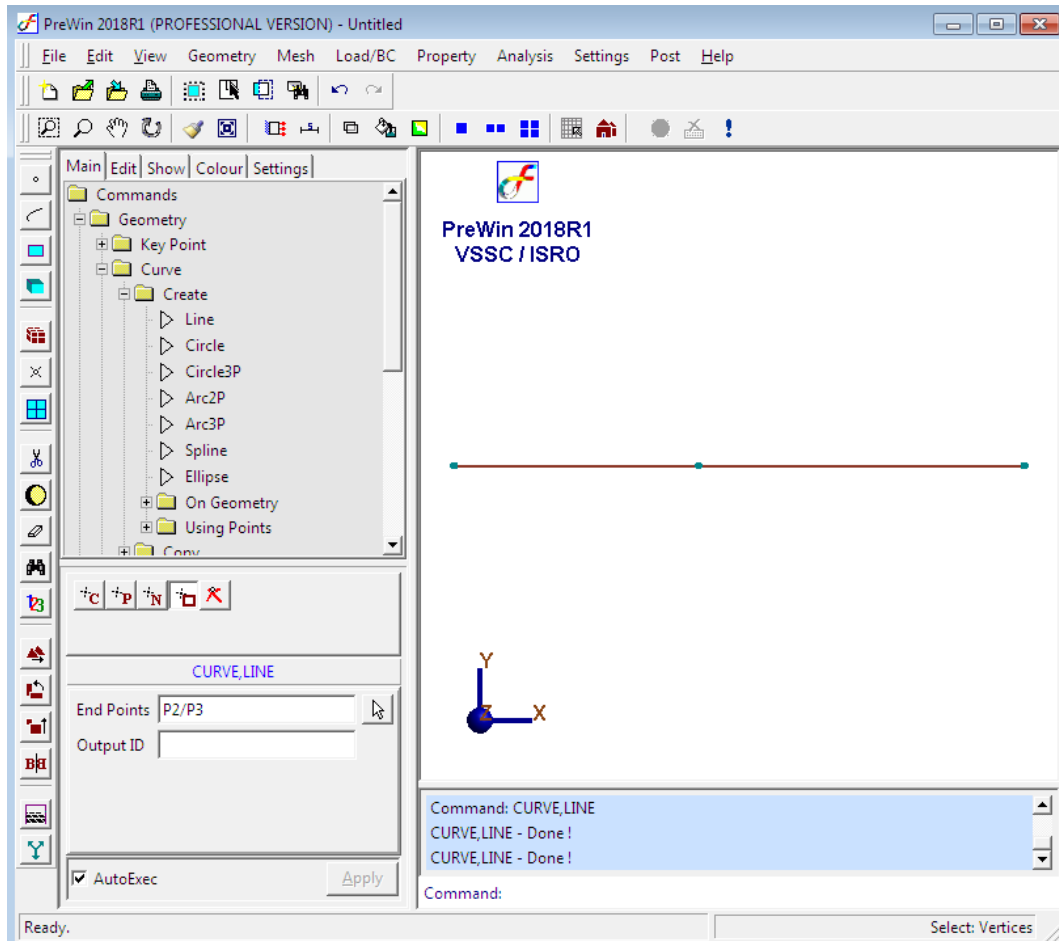 PreWin 2018R1 (PROFESSIONAL VERSION) - Untitled
File Edit View Geometry Mesh Load/BC Property Analysis Settings Post Help
Main Edit Show Colour Settings
Commands
Geometry
Key Point
Curve
Create
Line
Circle
Circle3P
Arc2P
Arc3P
Spline
Ellipse
On Geometry
Using Points
Copy
123
B B
C P N
CURVE,LINE
End Points P2/P3
Output ID
AutoExec Apply
PreWin 2018R1
VSSC / ISRO
Y
Z X
Command: CURVE,LINE
CURVE,LINE - Done !
CURVE,LINE - Done !
Command:
Ready. Select: Vertices